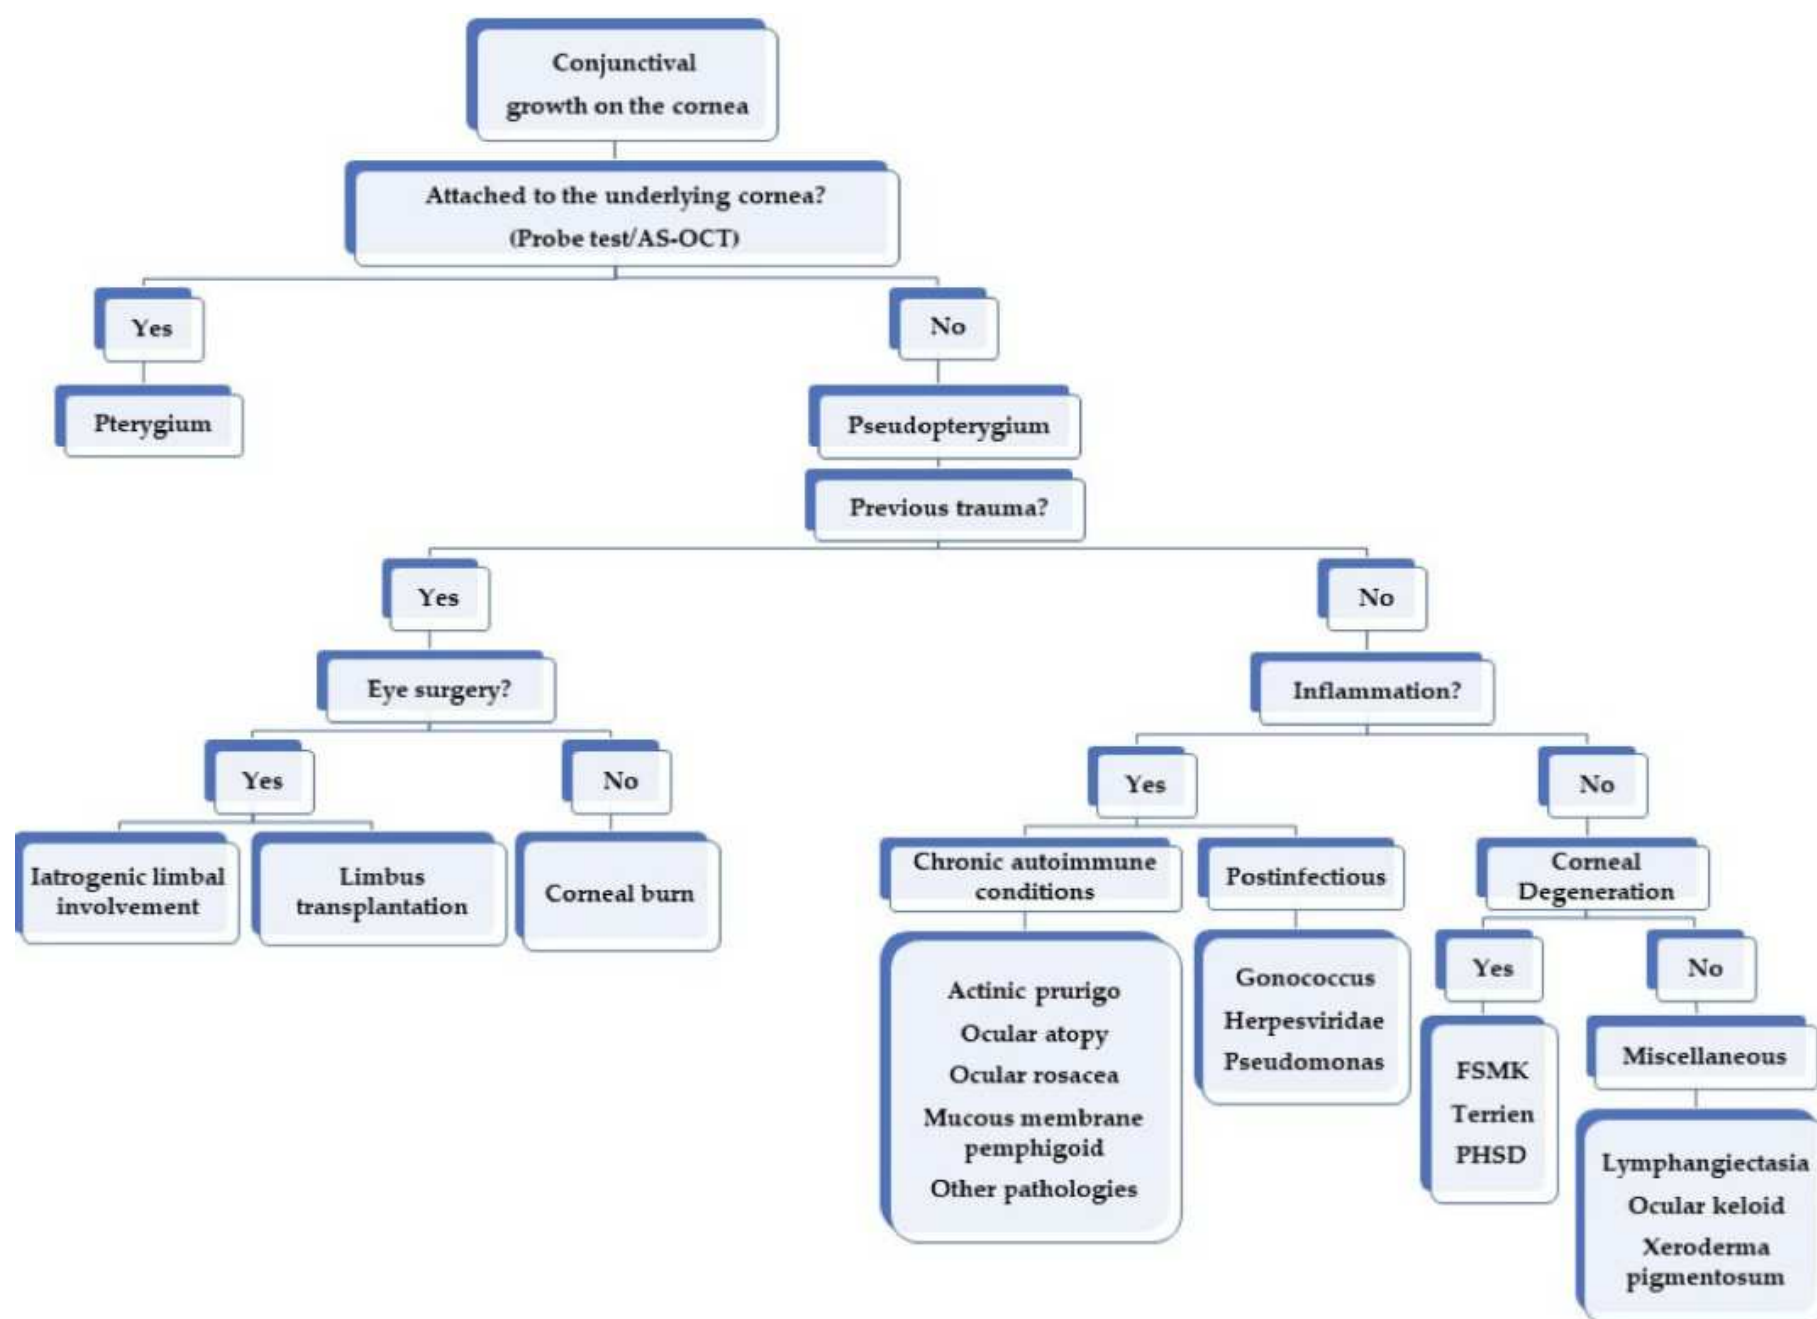 Conjunctival
growth on the cornea
Attached to the underlying cornea?
(Probe test/AS-OCT)
Yes
No
Pterygium
Pseudopterygium
Previous trauma?
Yes
No
Eye surgery?
Inflammation?
Yes
No
Yes
No
Iatrogenic limbal
involvement
Limbus
transplantation
Corneal burn
Chronic autoimmune
conditions
Postinfectious
Corneal
Degeneration
Yes
No
Actinic prurigo
Ocular atopy
Ocular rosacea
Mucous membrane
pemphigoid
Other pathologies
Gonococcus
Herpesviridae
Pseudomonas
FSMK
Terrien
PHSD
Miscellaneous
Lymphangiectasia
Ocular keloid
Xeroderma
pigmentosum